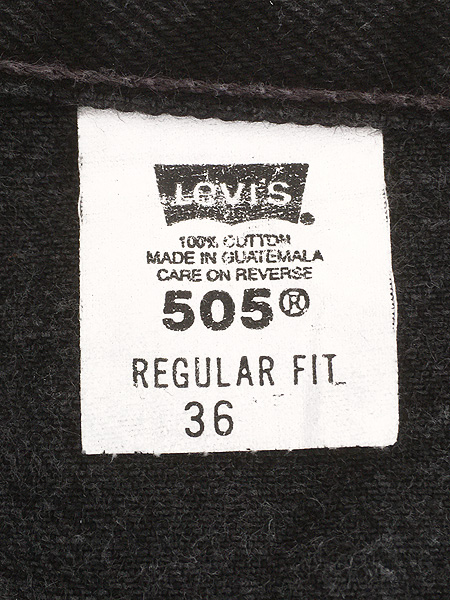 LEVI'S
100% COTTON
MADE IN GUATEMALA
CARE ON REVERSE
505®
REGULAR FIT
36